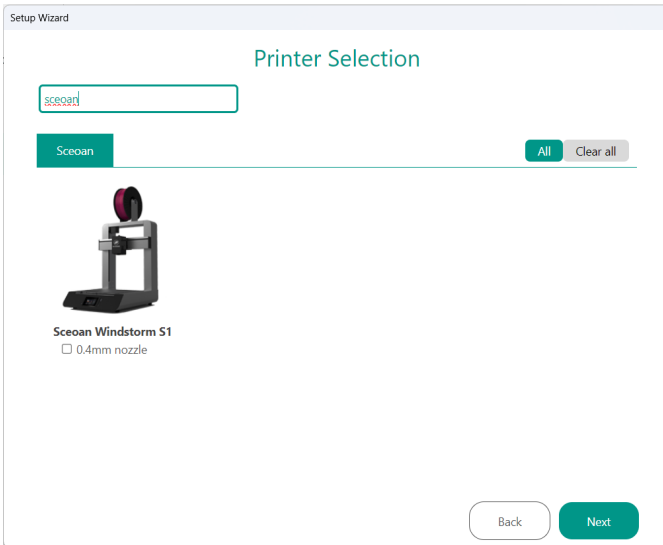 Setup Wizard
Printer Selection
sceoan
Sceoan
All
Clear all
Sceoan Windstorm S1
0.4mm nozzle
Back
Next